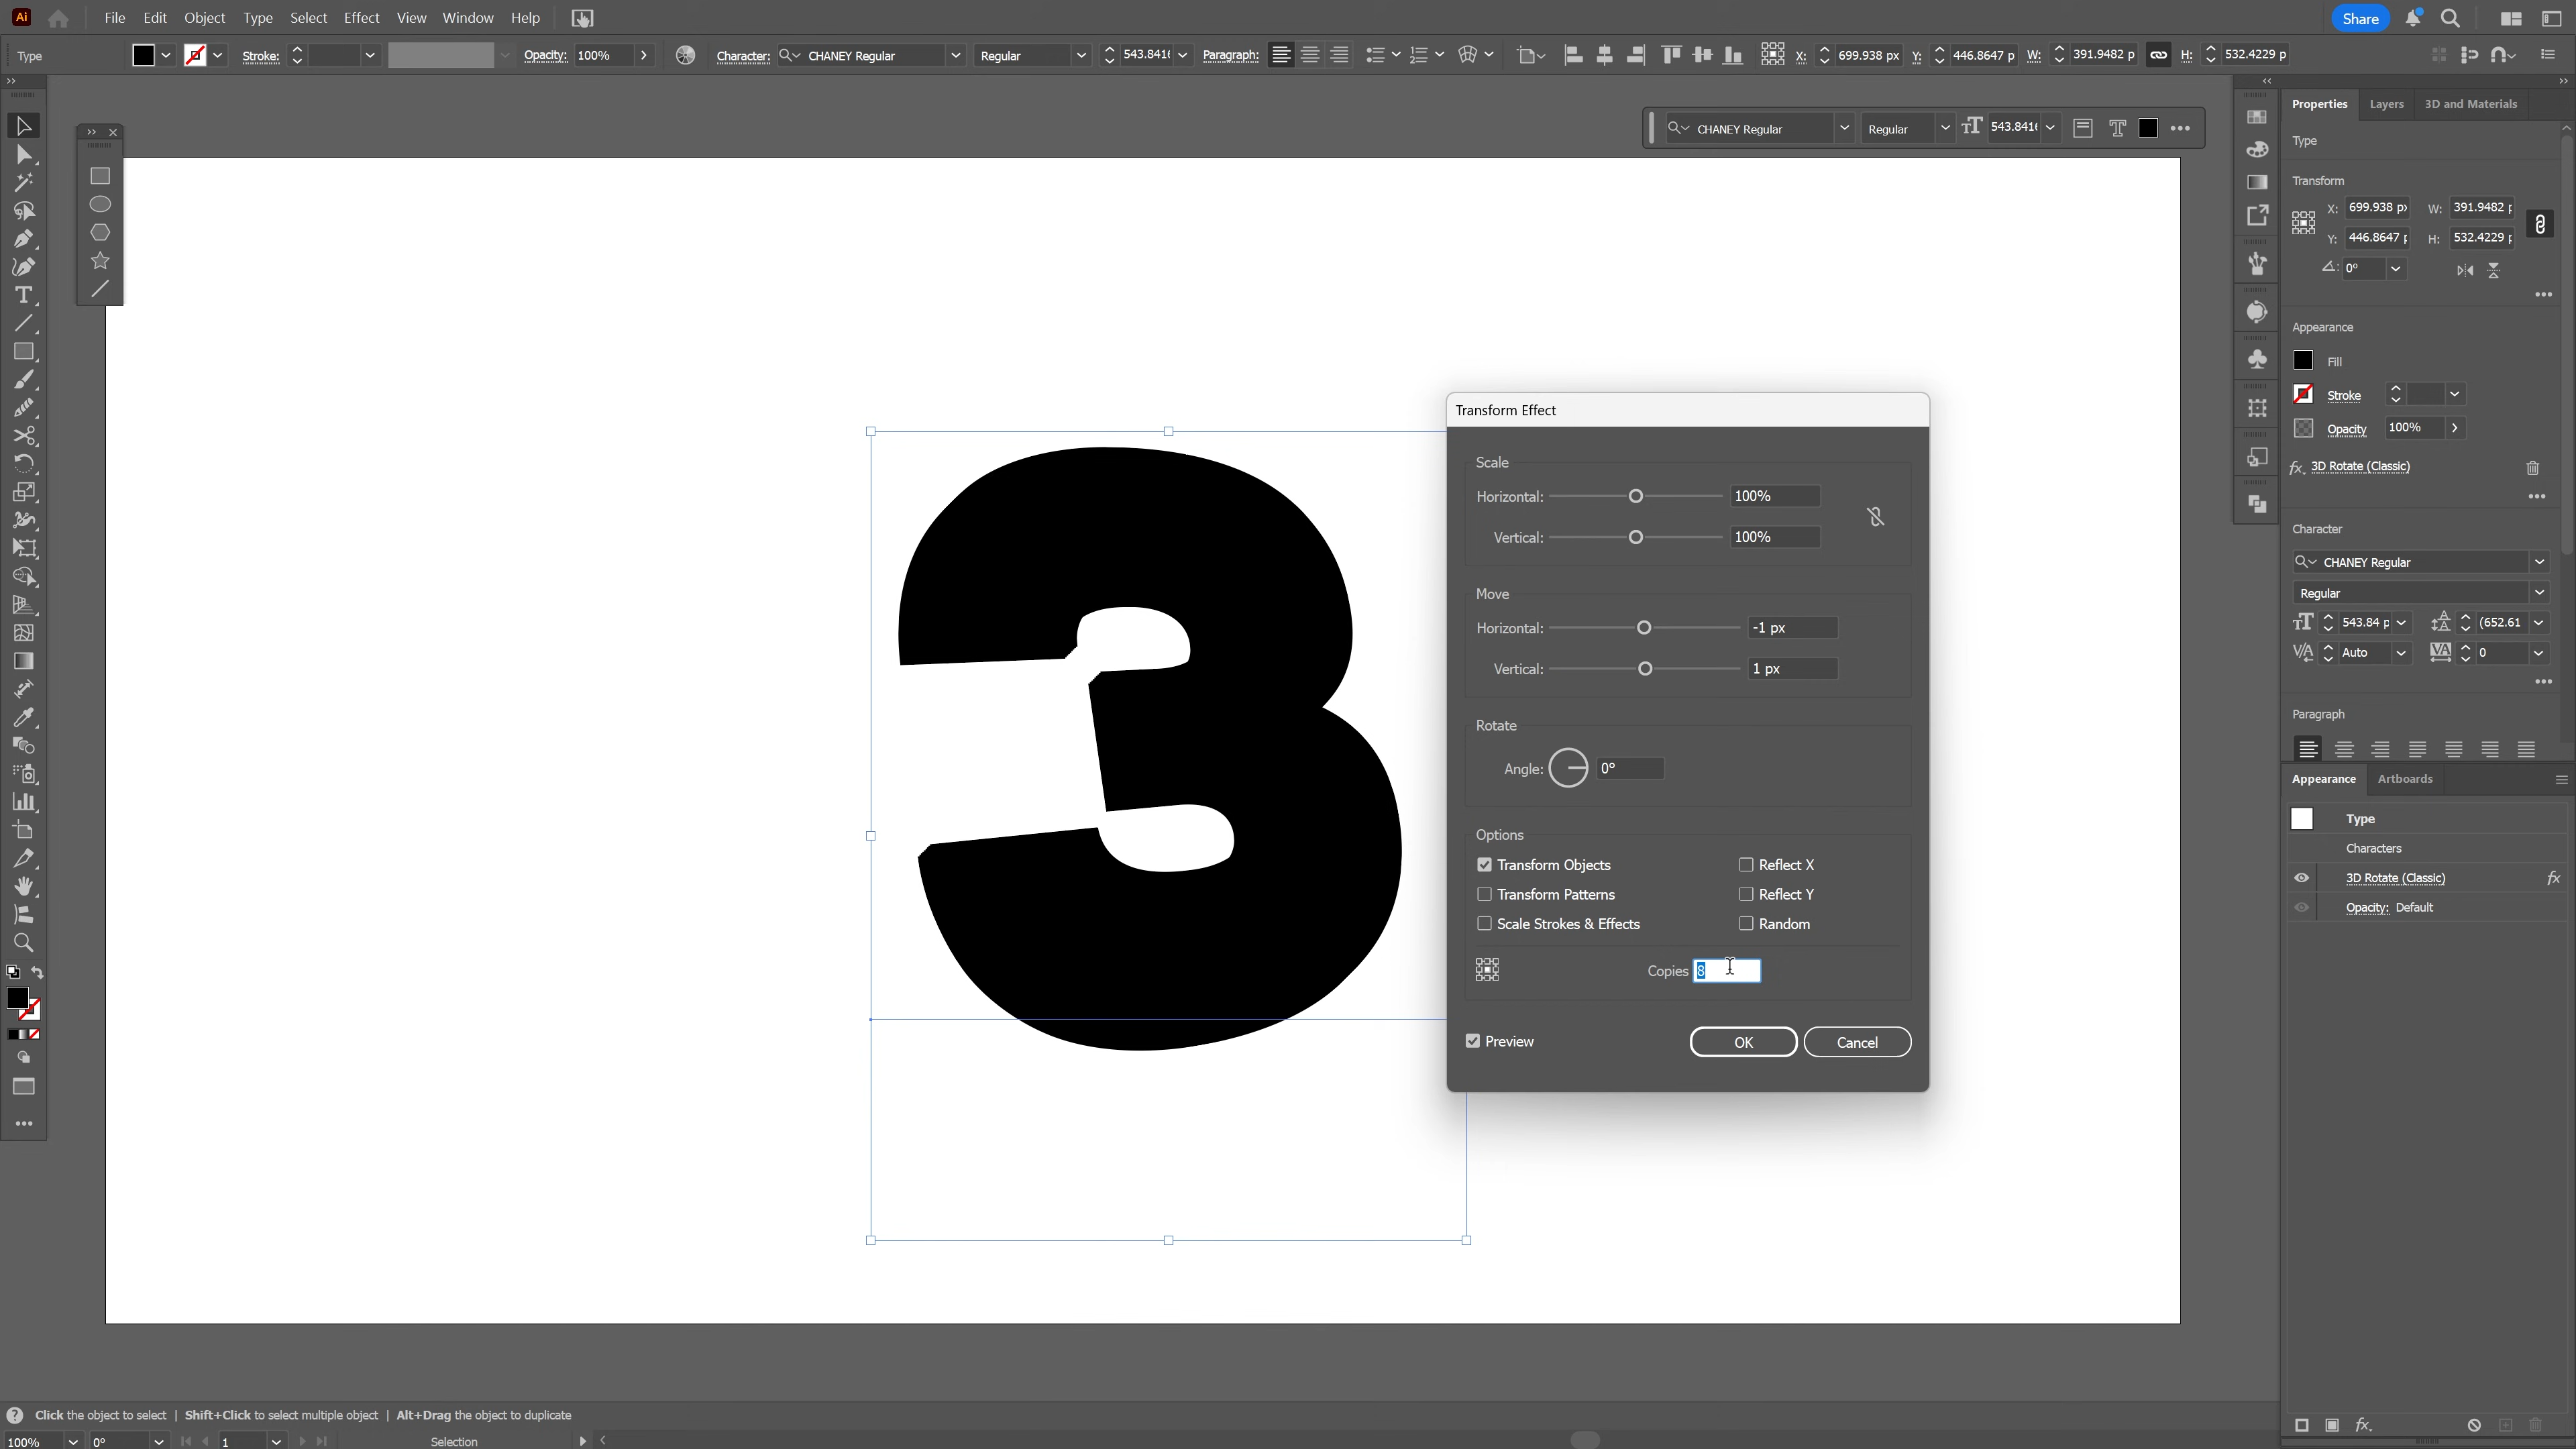 Ai File Edit Object Type Select Effect View Window Help Share
Type Stroke: Opacity: 100% Character: CHANEY Regular Regular 543.841 Paragraph: X: 699.938 px Y: 446.8647 p W: 391.9482 p H: 532.4229 p
CHANEY Regular Regular 543.841
Properties Layers 3D and Materials
Type
Transform
X: 699.938 px W: 391.9482 p
Y: 446.8647 p H: 532.4229 p
0°
Appearance
Fill
Stroke
Opacity 100%
fx. 3D Rotate (Classic)
Character
CHANEY Regular
Regular
543.84 p (652.61
Auto 0
Paragraph
Appearance Artboards
Type
Characters
3D Rotate (Classic) fx
Opacity: Default
fx.
3
Transform Effect
Scale
Horizontal: 100%
Vertical: 100%
Move
Horizontal: -1 px
Vertical: 1 px
Rotate
Angle: 0°
Options
Transform Objects Reflect X
Transform Patterns Reflect Y
Scale Strokes & Effects Random
Copies 8
Preview OK Cancel
Click the object to select | Shift+Click to select multiple object | Alt+Drag the object to duplicate
100% 0° 1 Selection